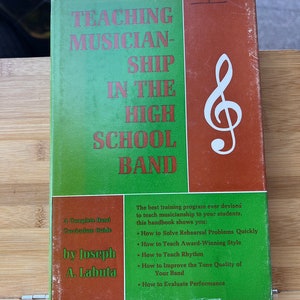 TEACHING
MUSICIAN-
SHIP
IN THE
HIGH
SCHOOL
BAND
A Complete Band
Curriculum Guide
by Joseph
A. Labuta
The best training program ever devised
to teach musicianship to your students,
this handbook shows you:
• How to Solve Rehearsal Problems Quickly
• How to Teach Award-Winning Style
• How to Teach Rhythm
• How to Improve the Tone Quality of
Your Band
• How to Evaluate Performance